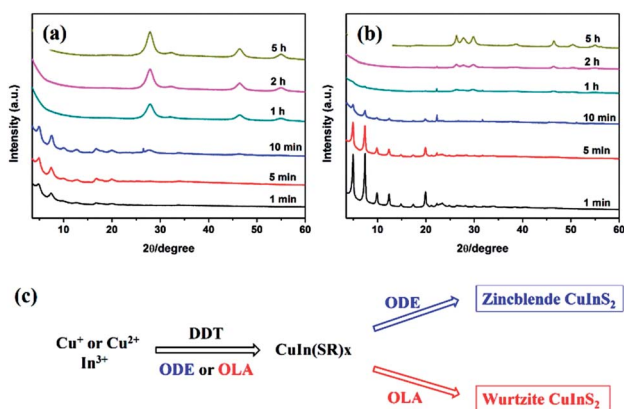 (a)
5 h
2 h
1 h
10 min
5 min
1 min
Intensity (a.u.)
10 20 30 40 50 60
2θ/degree
(b)
5 h
2 h
1 h
10 min
5 min
1 min
Intensity (a.u.)
10 20 30 40 50 60
2θ/degree
(c)
Cu⁺ or Cu²⁺
In³⁺
DDT
ODE or OLA
CuIn(SR)x
ODE
Zincblende CuInS₂
OLA
Wurtzite CuInS₂